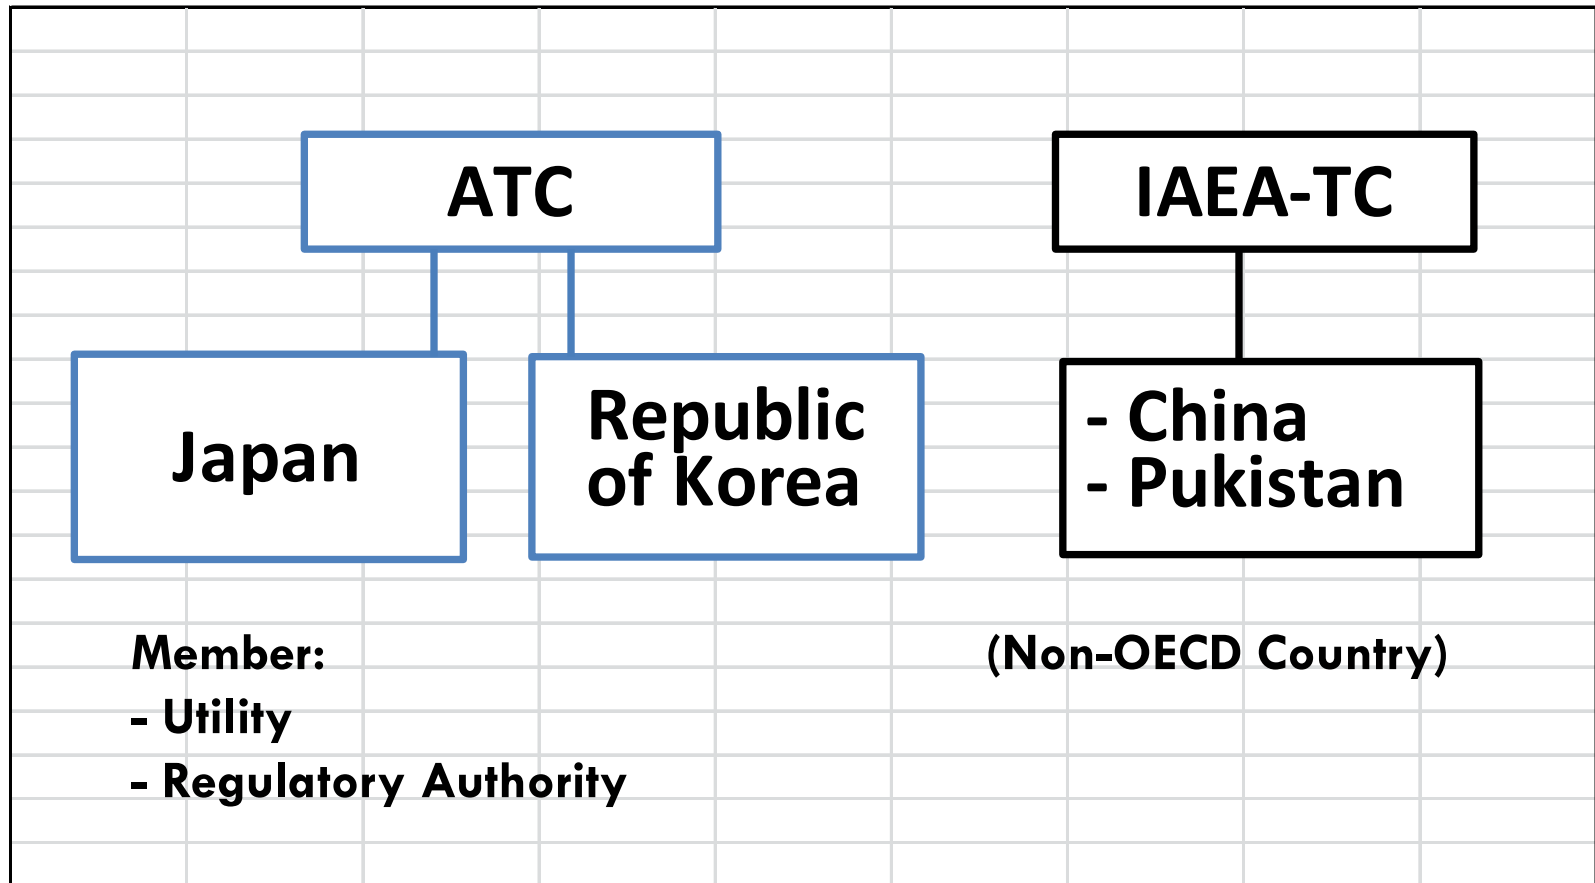 ATC
IAEA-TC
Japan
Republic
of Korea
- China
- Pukistan
Member:
- Utility
- Regulatory Authority
(Non-OECD Country)